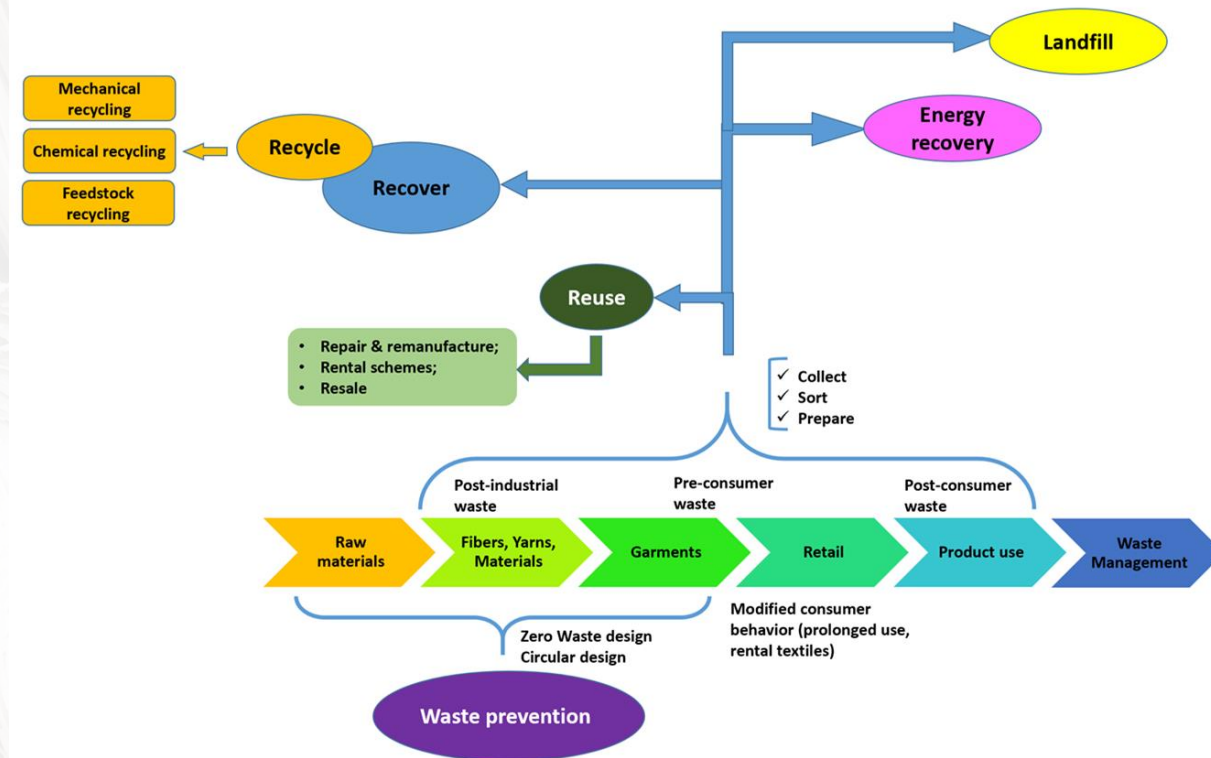 Landfill
Energy
recovery
Mechanical
recycling
Chemical recycling
Feedstock
recycling
Recycle
Recover
Reuse
• Repair & remanufacture;
• Rental schemes;
• Resale
✓ Collect
✓ Sort
✓ Prepare
Post-industrial
waste
Pre-consumer
waste
Post-consumer
waste
Raw
materials
Fibers, Yarns,
Materials
Garments
Retail
Product use
Waste
Management
Zero Waste design
Circular design
Modified consumer
behavior (prolonged use,
rental textiles)
Waste prevention